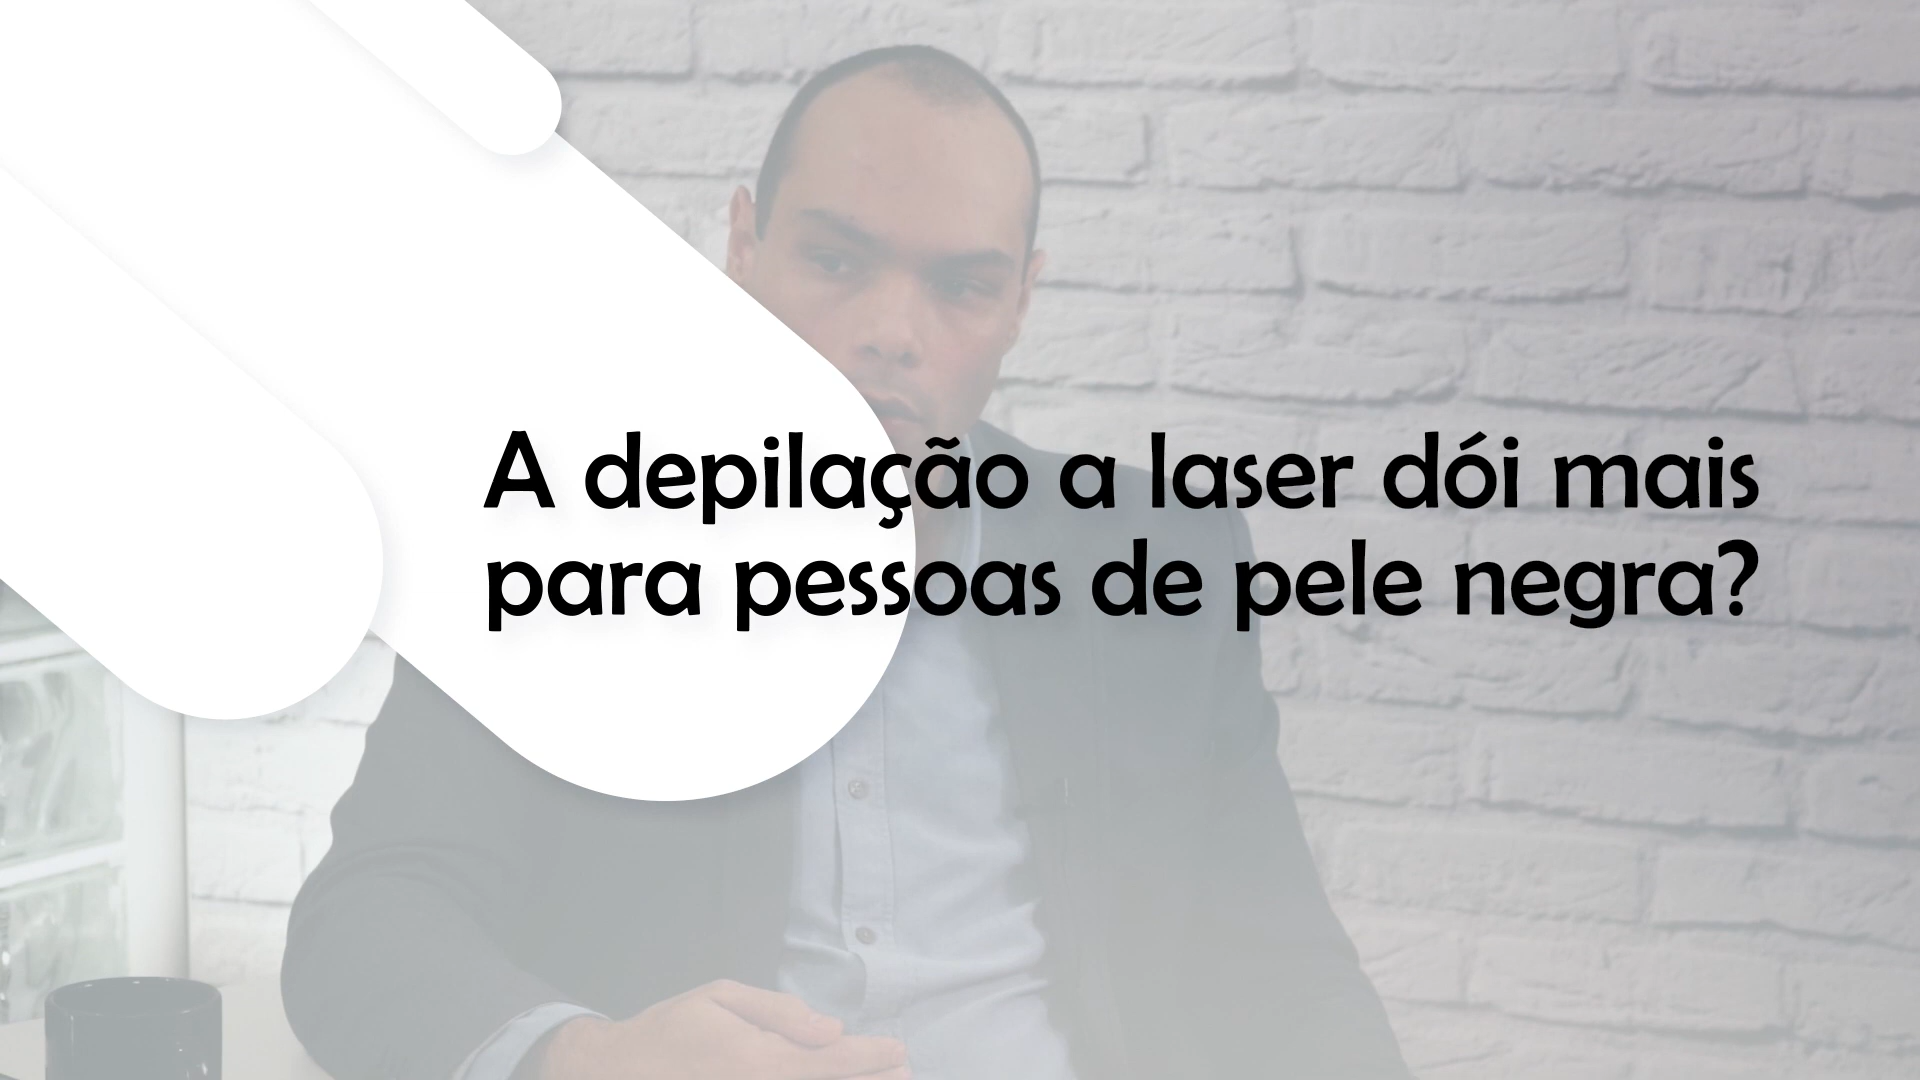 A depilação a laser dói mais
para pessoas de pele negra?